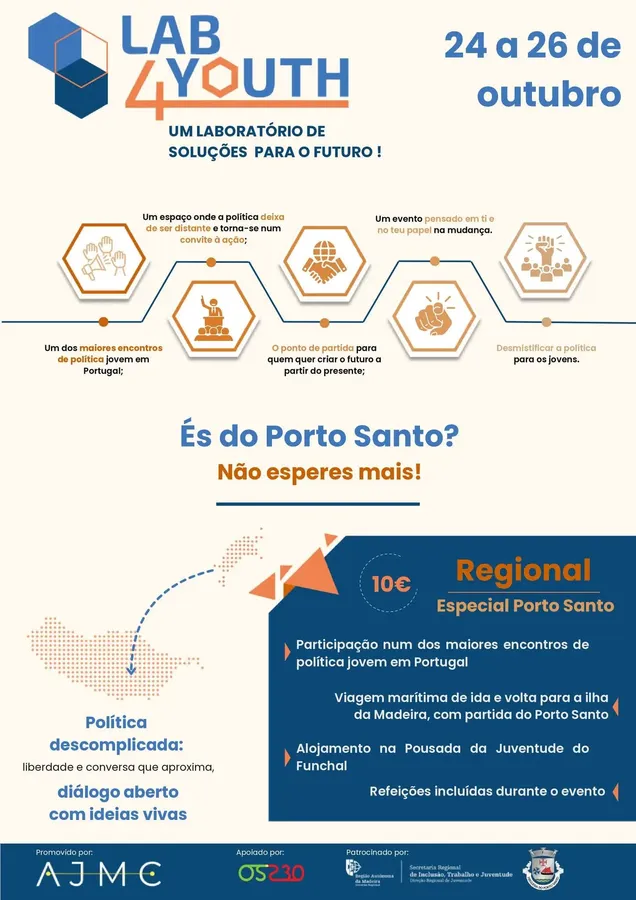 LAB
4YOUTH
UM LABORATÓRIO DE
SOLUÇÕES PARA O FUTURO !
24 a 26 de
outubro
Um espaço onde a política deixa
de ser distante e torna-se num
convite à ação;
Um evento pensado em ti e
no teu papel na mudança.
Um dos maiores encontros
de política jovem em
Portugal;
O ponto de partida para
quem quer criar o futuro a
partir do presente;
Desmistificar a política
para os jovens.
És do Porto Santo?
Não esperes mais!
10€
Regional
Especial Porto Santo
Participação num dos maiores encontros de
política jovem em Portugal
Viagem marítima de ida e volta para a ilha
da Madeira, com partida do Porto Santo
Alojamento na Pousada da Juventude do
Funchal
Refeições incluídas durante o evento
Política
descomplicada:
liberdade e conversa que aproxima,
diálogo aberto
com ideias vivas
Promovido por:
AJMC
Apoiado por:
OS230
Patrocinado por:
Região Autónoma
da Madeira
Governo Regional
Secretaria Regional
de Inclusão, Trabalho e Juventude
Direção Regional de Juventude